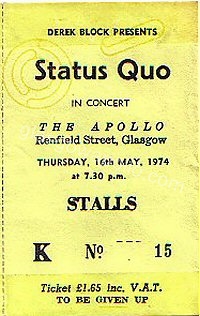 DEREK BLOCK PRESENTS
Status Quo
IN CONCERT
THE APOLLO
Renfield Street, Glasgow
THURSDAY, 16th MAY, 1974
at 7.30 p.m.
STALLS
K No 15
Ticket £1.65 inc. V.A.T.
TO BE GIVEN UP